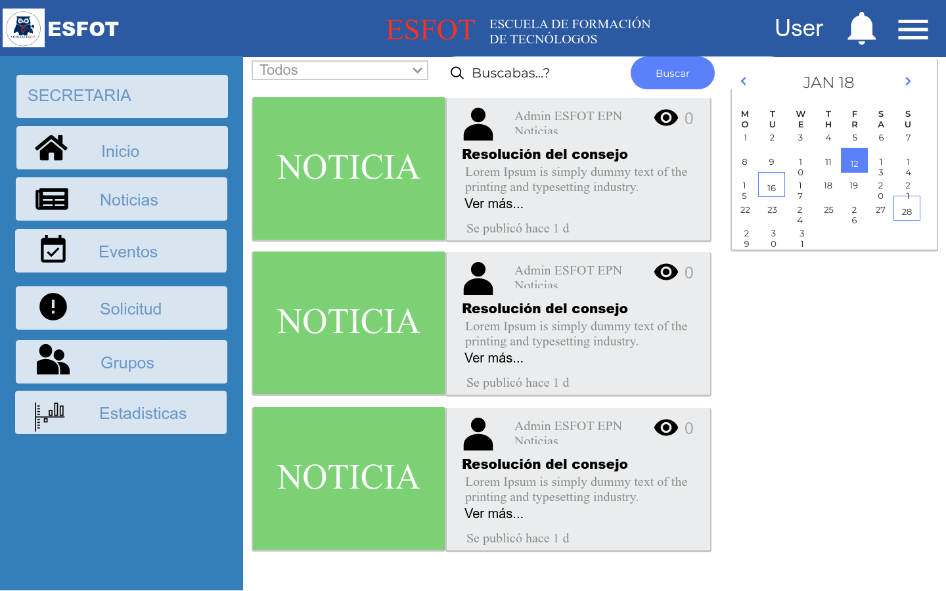 ESFOT
ESFOT
ESCUELA DE FORMACIÓN
DE TECNÓLOGOS
User
SECRETARIA
Inicio
Noticias
Eventos
Solicitud
Grupos
Estadisticas
Todos
Buscabas...?
Buscar
NOTICIA
Admin ESFOT EPN
Noticias
0
Resolución del consejo
Lorem Ipsum is simply dummy text of the
printing and typesetting industry.
Ver más...
Se publicó hace 1 d
NOTICIA
Admin ESFOT EPN
Noticias
0
Resolución del consejo
Lorem Ipsum is simply dummy text of the
printing and typesetting industry.
Ver más...
Se publicó hace 1 d
NOTICIA
Admin ESFOT EPN
Noticias
0
Resolución del consejo
Lorem Ipsum is simply dummy text of the
printing and typesetting industry.
Ver más...
Se publicó hace 1 d
JAN 18
MO TU WE TH FR SA SU
1 2 3 4 5 6 7
8 9 10 11 12 13 14
15 16 17 18 19 20 21
22 23 24 25 26 27 28
29 30 31